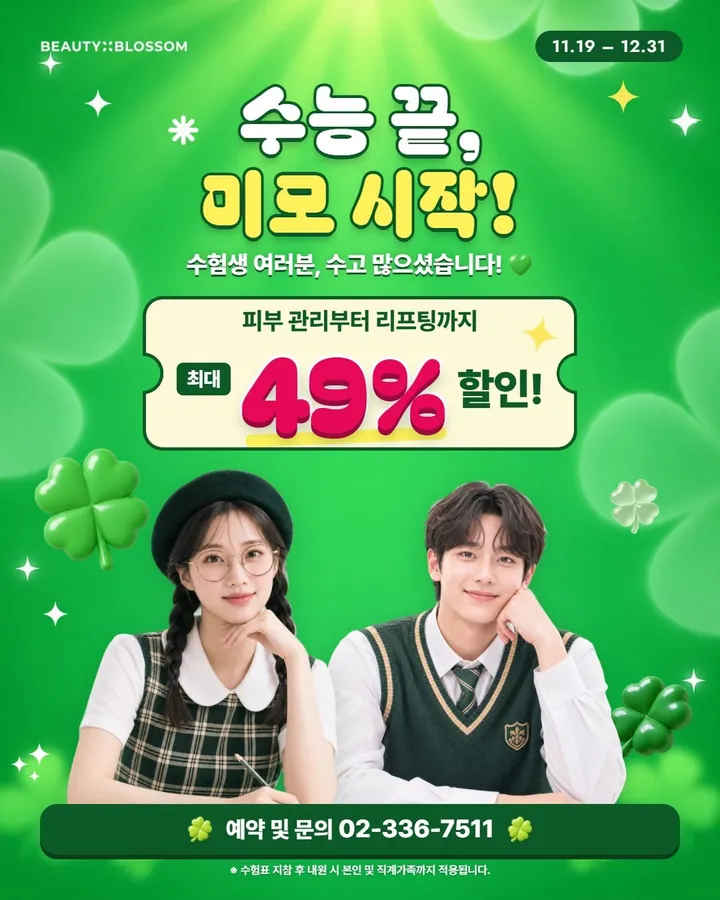 BEAUTY::BLOSSOM
11.19 – 12.31
수능 끝,
미모 시작!
수험생 여러분, 수고 많으셨습니다! 💚
피부 관리부터 리프팅까지
최대 49% 할인!
🍀 예약 및 문의 02-336-7511 🍀
※ 수험표 지참 후 내원 시 본인 및 직계가족까지 적용됩니다.